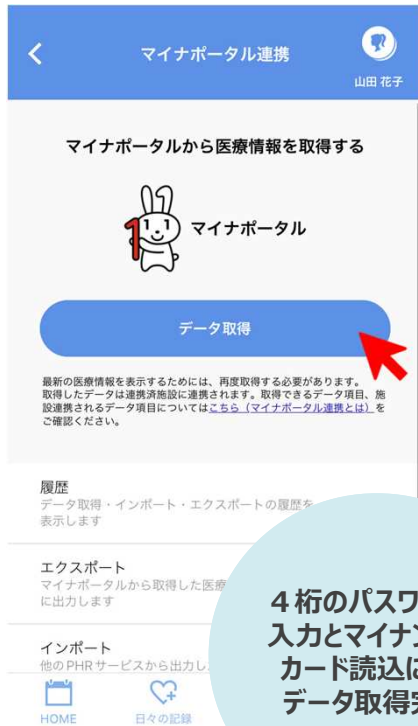 マイナポータル連携
山田 花子
マイナポータルから医療情報を取得する
マイナポータル
データ取得
最新の医療情報を表示するためには、再度取得する必要があります。
取得したデータは連携済施設に連携されます。取得できるデータ項目、施
設連携されるデータ項目についてはこちら（マイナポータル連携とは）を
ご確認ください。
履歴
データ取得・インポート・エクスポートの履歴を
表示します
エクスポート
マイナポータルから取得した医療
に出力します
インポート
他のPHRサービスから出力し
４桁のパスワ
入力とマイナン
カード読込に
データ取得実
HOME
日々の記録